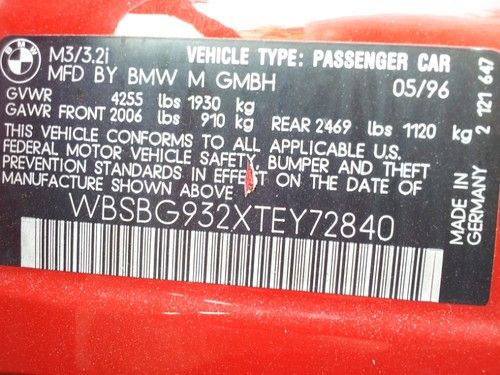 BMW
M3/3.2i VEHICLE TYPE: PASSENGER CAR
MFD BY BMW M GMBH 05/96
GVWR 4255 lbs 1930 kg
GAWR FRONT 2006 lbs 910 kg REAR 2469 lbs 1120 kg
THIS VEHICLE CONFORMS TO ALL APPLICABLE U.S.
FEDERAL MOTOR VEHICLE SAFETY, BUMPER AND THEFT
PREVENTION STANDARDS IN EFFECT ON THE DATE OF
MANUFACTURE SHOWN ABOVE
WBSBG932XTEY72840
2 121 647
MADE IN GERMANY